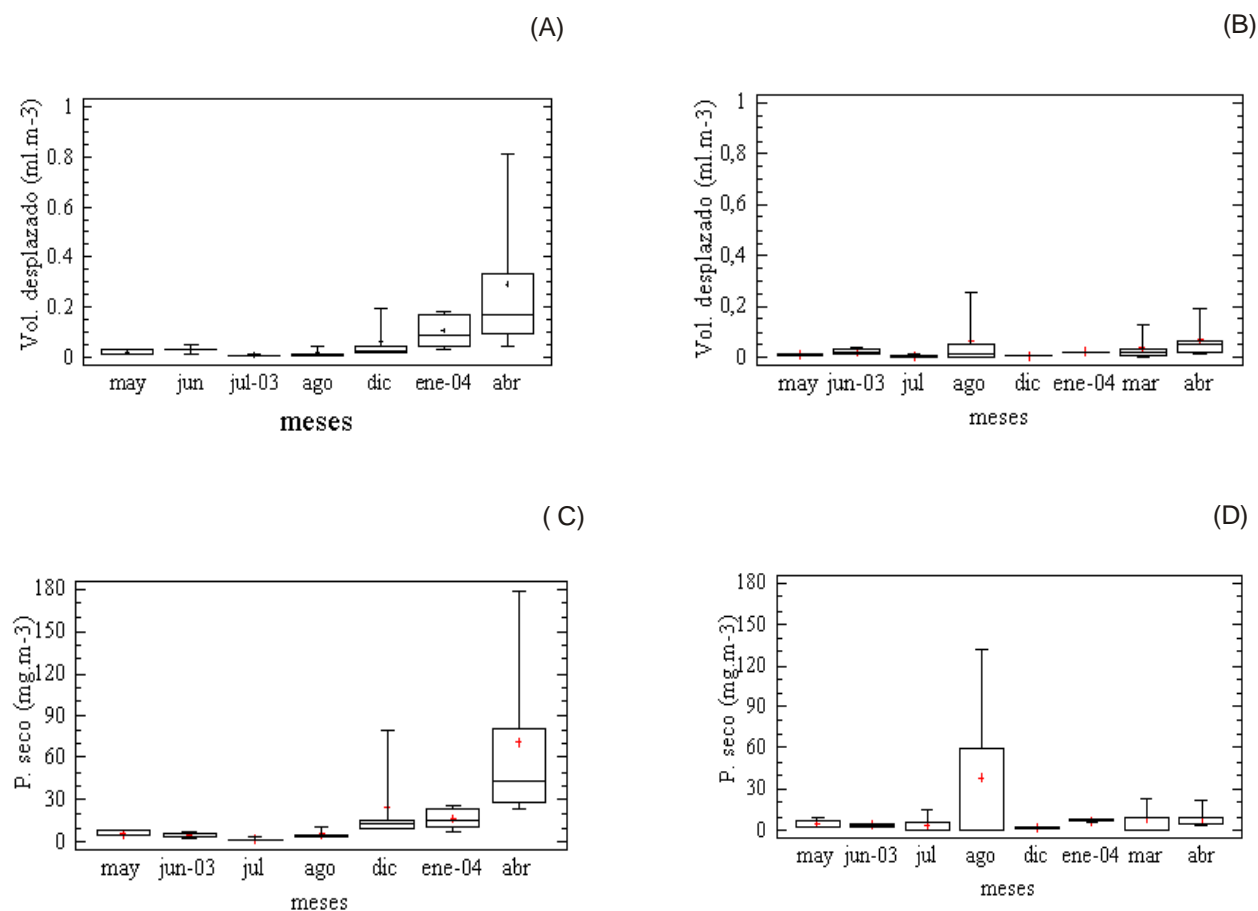 (A)
Vol. desplazado (ml.m-3)
1
0.8
0.6
0.4
0.2
0
may jun jul-03 ago dic ene-04 abr
meses
(B)
Vol. desplazado (ml.m-3)
1
0,8
0,6
0,4
0,2
0
may jun-03 jul ago dic ene-04 mar abr
meses
( C)
P. seco (mg.m-3)
180
150
120
90
60
30
0
may jun-03 jul ago dic ene-04 abr
meses
(D)
P. seco (mg.m-3)
180
150
120
90
60
30
0
may jun-03 jul ago dic ene-04 mar abr
meses